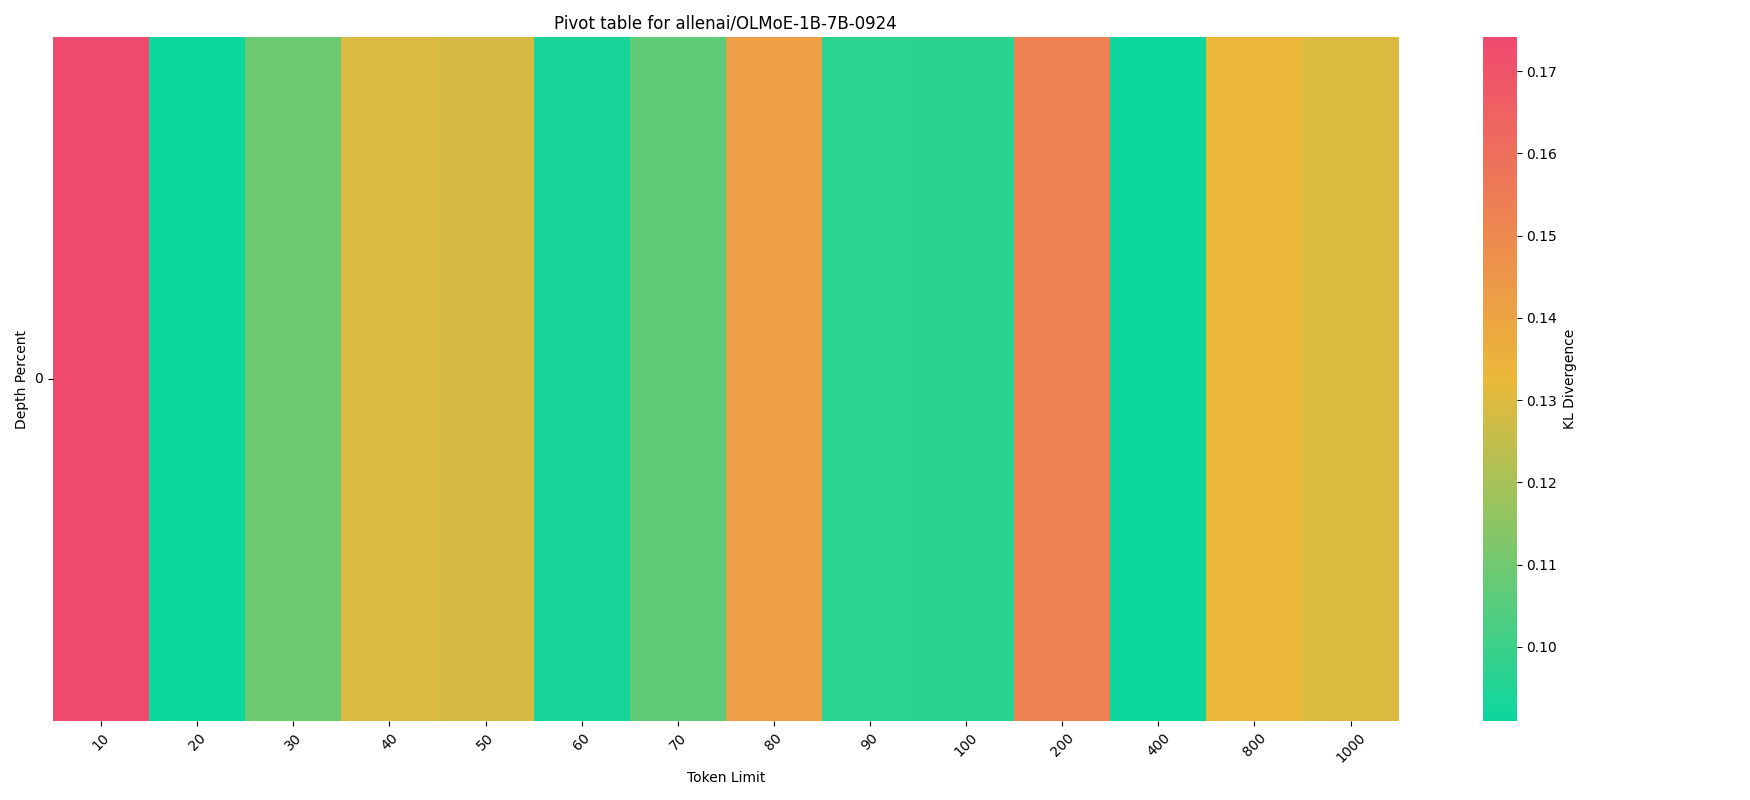 Pivot table for allenai/OLMoE-1B-7B-0924
Depth Percent
0
10 20 30 40 50 60 70 80 90 100 200 400 800 1000
Token Limit
0.17
0.16
0.15
0.14
0.13
0.12
0.11
0.10
KL Divergence